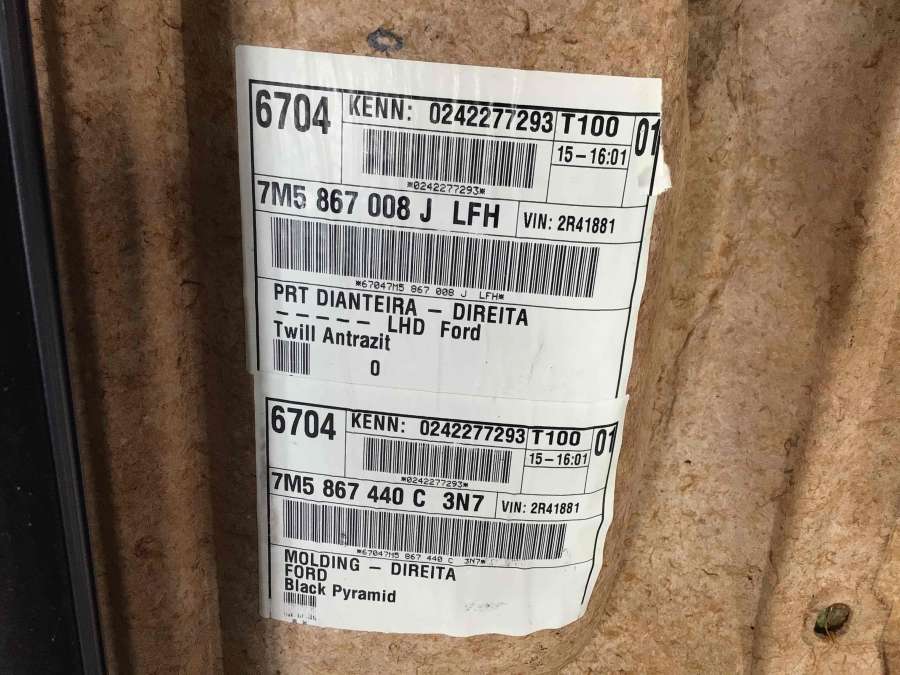 6704 KENN: 0242277293 T100 01
15-16:01
*0242277293*
7M5 867 008 J LFH VIN: 2R41881
*67047M5 867 008 J LFH*
PRT DIANTEIRA - DIREITA
----- LHD Ford
Twill Antrazit
0
6704 KENN: 0242277293 T100 01
15-16:01
*0242277293*
7M5 867 440 C 3N7 VIN: 2R41881
*67047M5 867 440 C 3N7*
MOLDING - DIREITA
FORD
Black Pyramid